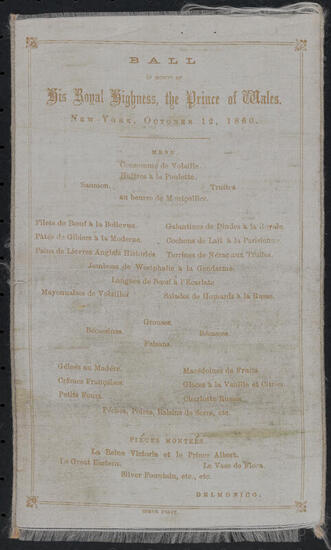 BALL
IN HONOR OF
His Royal Highness, the Prince of Wales.
NEW-YORK, OCTOBER 12, 1860.
MENU.
Consommé de Volaille.
Huîtres à la Poulette.
Saumon. Truites
au beurre de Montpellier.
Filets de Bœuf à la Bellevue. Galantines de Dindes à la Royale.
Pâtés de Gibiers à la Moderne. Cochons de Lait à la Parisienne.
Pains de Lièvres Anglais Historiés. Terrines de Nérac aux Truffes.
Jambons de Westphalie à la Gendarme.
Langues de Bœuf à l'Ecarlate
Mayonnaises de Volailles Salades de Homards à la Russe.
Grouses.
Bécassines. Bécasses.
Faisans.
Gelées au Madère. Macédoines de Fruits
Crêmes Françaises Glaces à la Vanille et Citron
Petits Fours. Charlotte Russes.
Pêches, Poires, Raisins de Serre, etc.
PIÈCES MONTÉES.
La Reine Victoria et le Prince Albert.
Le Great Eastern. Le Vase de Flora.
Silver Fountain, etc., etc.
DELMONICO.